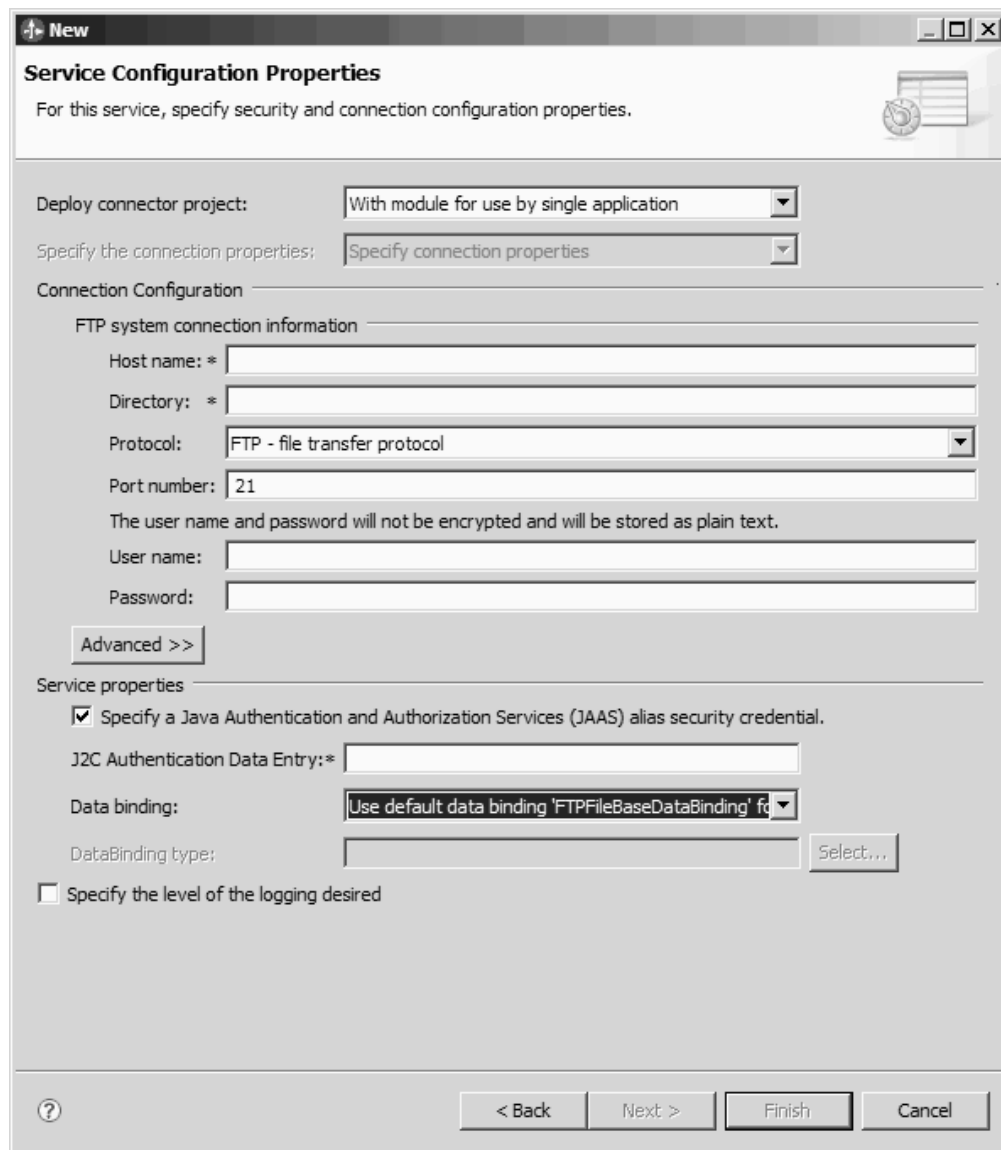 New
Service Configuration Properties
For this service, specify security and connection configuration properties.
Deploy connector project: With module for use by single application
Specify the connection properties: Specify connection properties
Connection Configuration
FTP system connection information
Host name: *
Directory: *
Protocol: FTP - file transfer protocol
Port number: 21
The user name and password will not be encrypted and will be stored as plain text.
User name:
Password:
Advanced >>
Service properties
Specify a Java Authentication and Authorization Services (JAAS) alias security credential.
J2C Authentication Data Entry:*
Data binding: Use default data binding 'FTPFileBaseDataBinding' fo
DataBinding type: Select...
Specify the level of the logging desired
? < Back Next > Finish Cancel